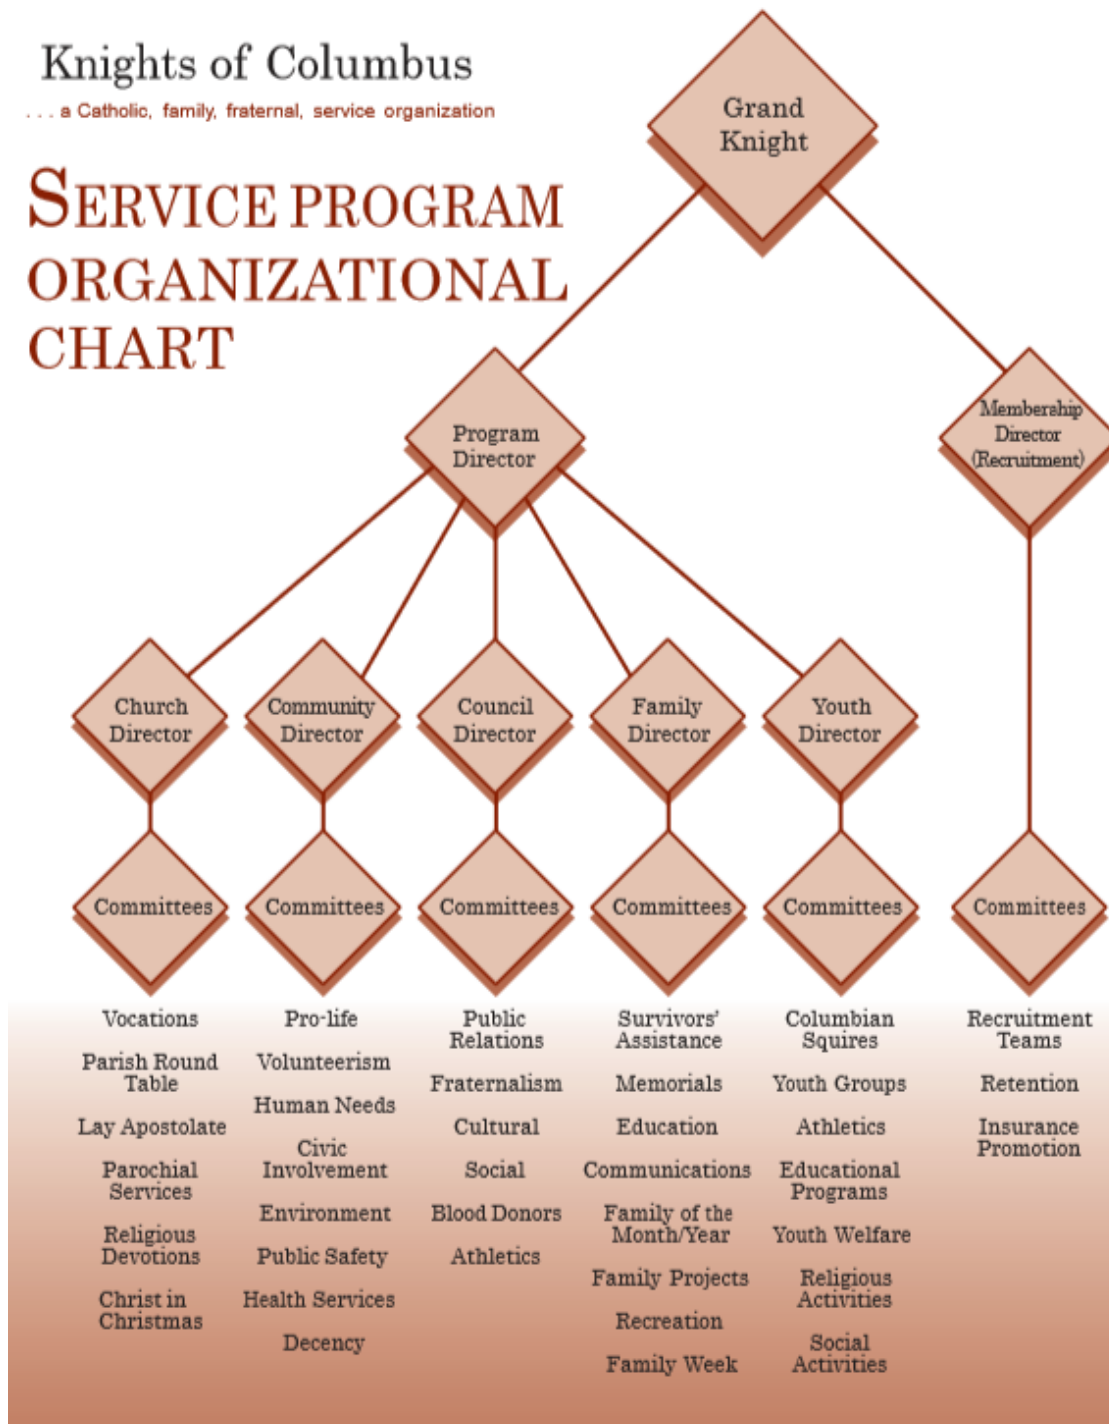 Knights of Columbus
. . . a Catholic, family, fraternal, service organization
SERVICE PROGRAM
ORGANIZATIONAL
CHART
Grand
Knight
Program
Director
Membership
Director
(Recruitment)
Church
Director
Community
Director
Council
Director
Family
Director
Youth
Director
Committees
Committees
Committees
Committees
Committees
Committees
Vocations
Parish Round
Table
Lay Apostolate
Parochial
Services
Religious
Devotions
Christ in
Christmas
Pro-life
Volunteerism
Human Needs
Civic
Involvement
Environment
Public Safety
Health Services
Decency
Public
Relations
Fraternalism
Cultural
Social
Blood Donors
Athletics
Survivors'
Assistance
Memorials
Education
Communications
Family of the
Month/Year
Family Projects
Recreation
Family Week
Columbian
Squires
Youth Groups
Athletics
Educational
Programs
Youth Welfare
Religious
Activities
Social
Activities
Recruitment
Teams
Retention
Insurance
Promotion